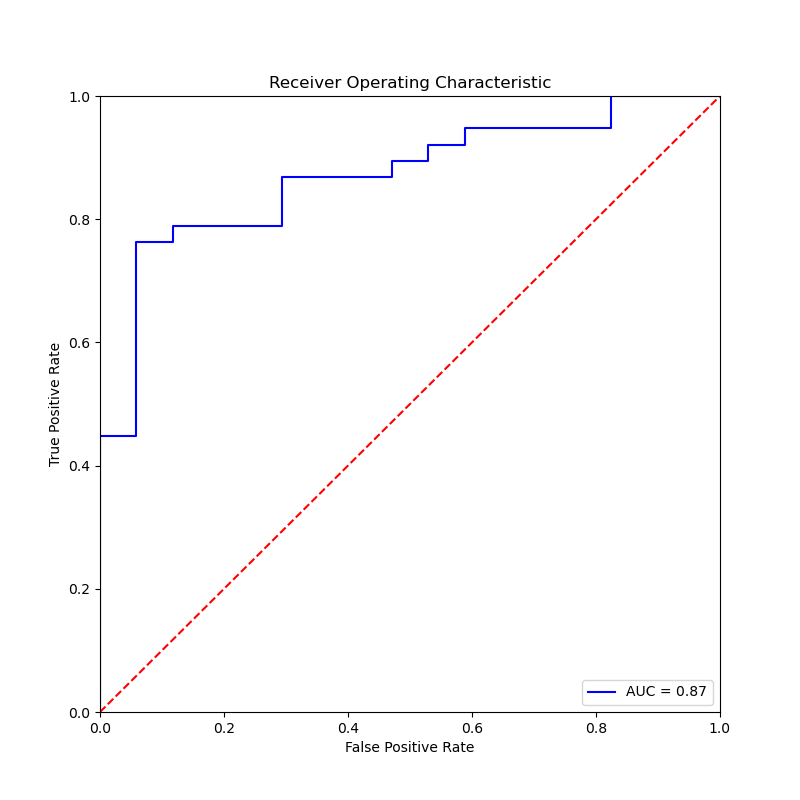 Receiver Operating Characteristic
1.0
0.8
0.6
0.4
0.2
0.0
True Positive Rate
AUC = 0.87
0.0 0.2 0.4 0.6 0.8 1.0
False Positive Rate